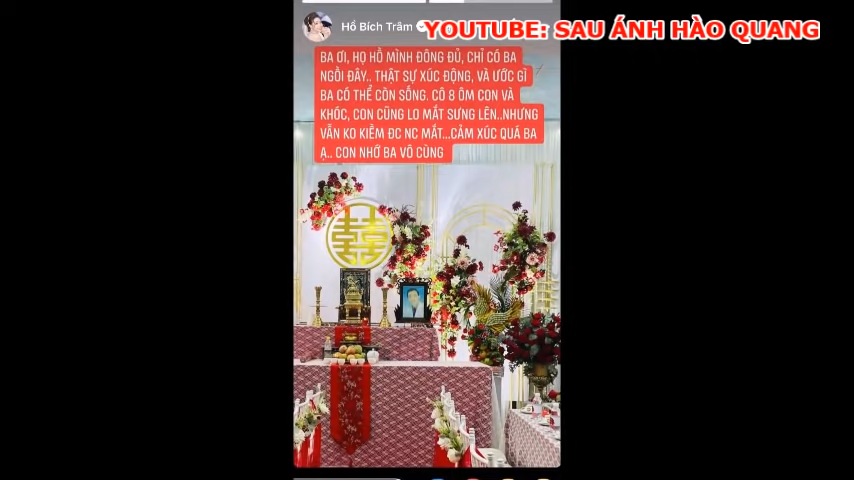 Hồ Bích Trâm
YOUTUBE: SAU ÁNH HÀO QUANG
BA ƠI, HỌ HỒ MÌNH ĐÔNG ĐỦ, CHỈ CÓ BA
NGỒI ĐÂY.. THẬT SỰ XÚC ĐỘNG, VÀ ƯỚC GÌ
BA CÓ THỂ CÒN SỐNG. CÔ 8 ÔM CON VÀ
KHÓC, CON CŨNG LO MẮT SƯNG LÊN..NHƯNG
VẪN KO KIỀM ĐC NC MẮT...CẢM XÚC QUÁ BA
Ạ.. CON NHỚ BA VÔ CÙNG
囍